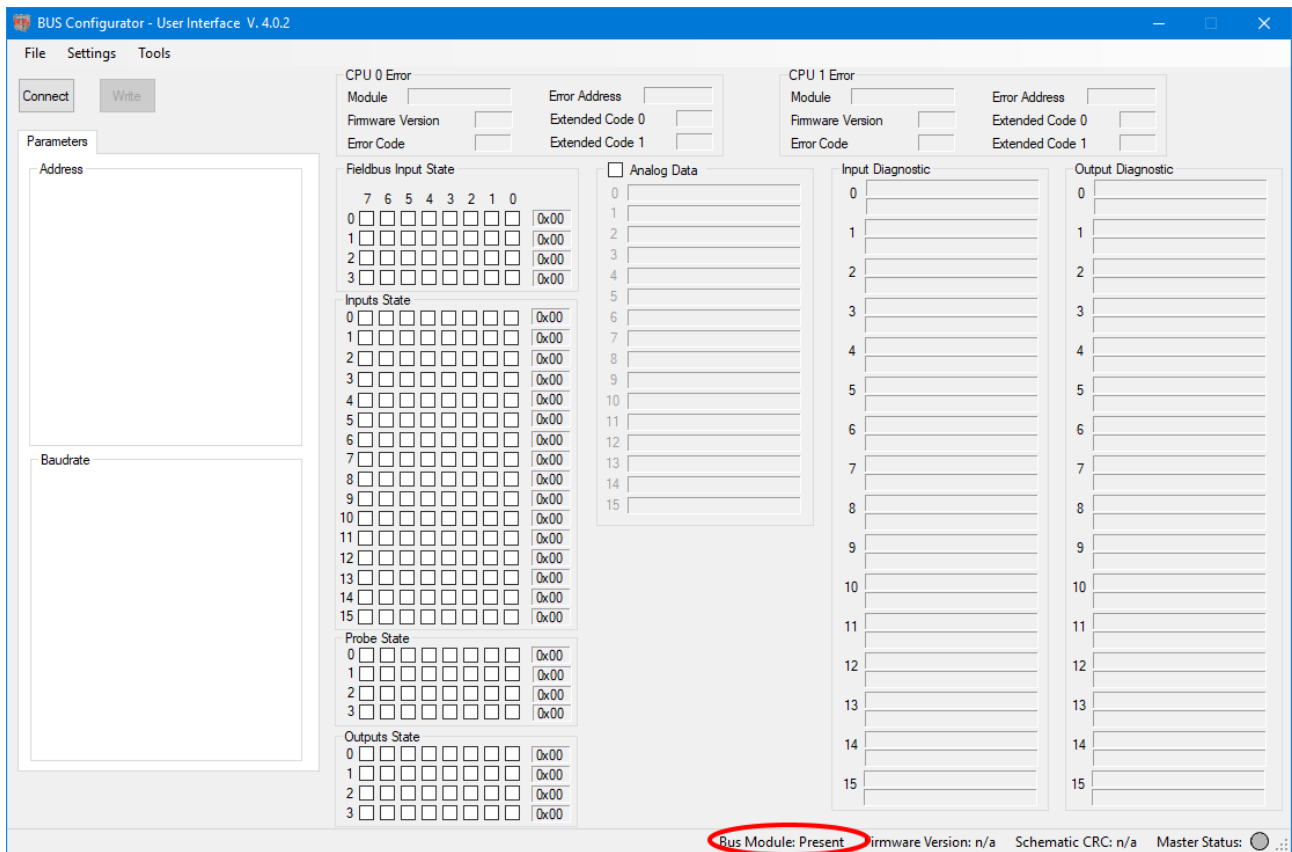 BUS Configurator - User Interface V. 4.0.2
File Settings Tools
Connect Write
CPU 0 Error
Module Error Address
Firmware Version Extended Code 0
Error Code Extended Code 1
CPU 1 Error
Module Error Address
Firmware Version Extended Code 0
Error Code Extended Code 1
Parameters
Address
Baudrate
Fieldbus Input State
7 6 5 4 3 2 1 0
0 0x00
1 0x00
2 0x00
3 0x00
Inputs State
0 0x00
1 0x00
2 0x00
3 0x00
4 0x00
5 0x00
6 0x00
7 0x00
8 0x00
9 0x00
10 0x00
11 0x00
12 0x00
13 0x00
14 0x00
15 0x00
Probe State
0 0x00
1 0x00
2 0x00
3 0x00
Outputs State
0 0x00
1 0x00
2 0x00
3 0x00
Analog Data
0
1
2
3
4
5
6
7
8
9
10
11
12
13
14
15
Input Diagnostic
0
1
2
3
4
5
6
7
8
9
10
11
12
13
14
15
Output Diagnostic
0
1
2
3
4
5
6
7
8
9
10
11
12
13
14
15
Bus Module: Present Firmware Version: n/a Schematic CRC: n/a Master Status: